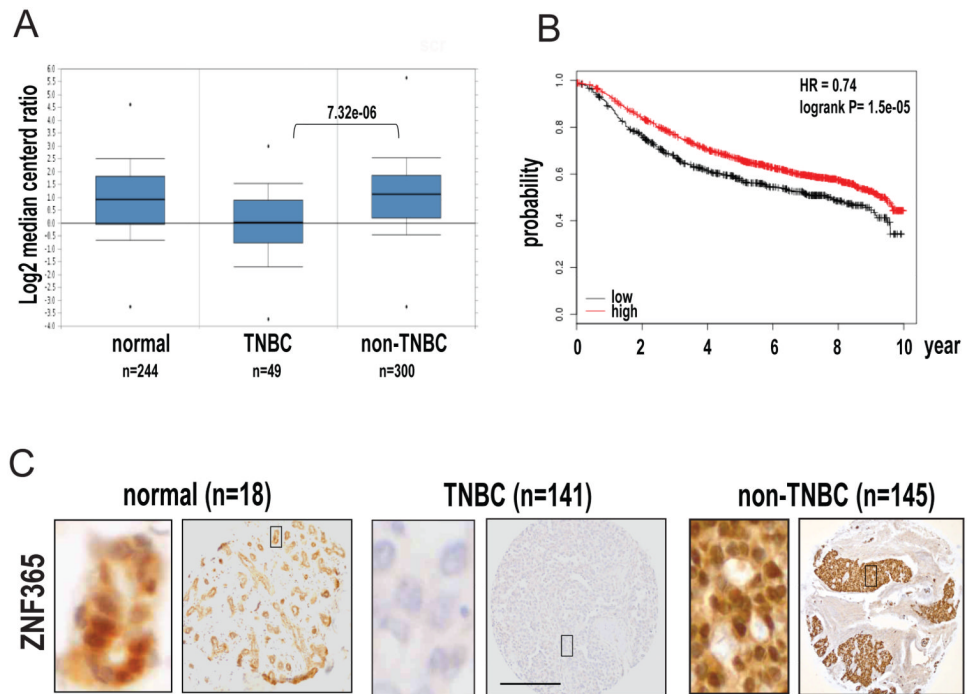 A
Log2 median centerd ratio
6.0
5.5
5.0
4.5
4.0
3.5
3.0
2.5
2.0
1.5
1.0
0.5
0.0
-0.5
-1.0
-1.5
-2.0
-2.5
-3.0
-3.5
-4.0
7.32e-06
normal TNBC non-TNBC
n=244 n=49 n=300
B
HR = 0.74
logrank P= 1.5e-05
probability
1.0
0.8
0.6
0.4
0.2
0.0
low
high
0 2 4 6 8 10 year
C
normal (n=18) TNBC (n=141) non-TNBC (n=145)
ZNF365